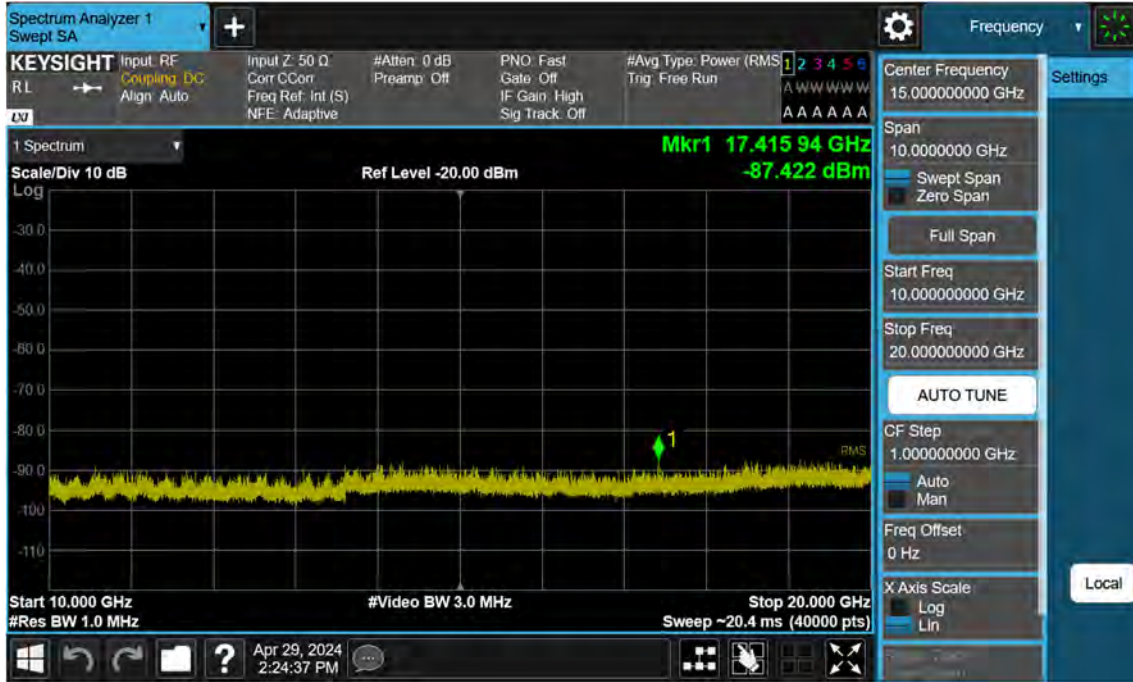 Spectrum Analyzer 1
Swept SA
+
Frequency
KEYSIGHT
RL
LXI
Input: RF
Coupling: DC
Align: Auto
Input Z: 50 Ω
Corr CCorr
Freq Ref: Int (S)
NFE: Adaptive
#Atten: 0 dB
Preamp: Off
PNO: Fast
Gate: Off
IF Gain: High
Sig Track: Off
#Avg Type: Power (RMS
Trig: Free Run
1 2 3 4 5 6
A W W W W W
A A A A A A
1 Spectrum
Scale/Div 10 dB
Log
Ref Level -20.00 dBm
Mkr1 17.415 94 GHz
-87.422 dBm
-30.0
-40.0
-50.0
-60.0
-70.0
-80.0
-90.0
-100
-110
1
RMS
Start 10.000 GHz
#Res BW 1.0 MHz
#Video BW 3.0 MHz
Stop 20.000 GHz
Sweep ~20.4 ms (40000 pts)
Center Frequency
15.000000000 GHz
Span
10.0000000 GHz
Swept Span
Zero Span
Full Span
Start Freq
10.000000000 GHz
Stop Freq
20.000000000 GHz
AUTO TUNE
CF Step
1.000000000 GHz
Auto
Man
Freq Offset
0 Hz
X Axis Scale
Log
Lin
Settings
Local
?
Apr 29, 2024
2:24:37 PM